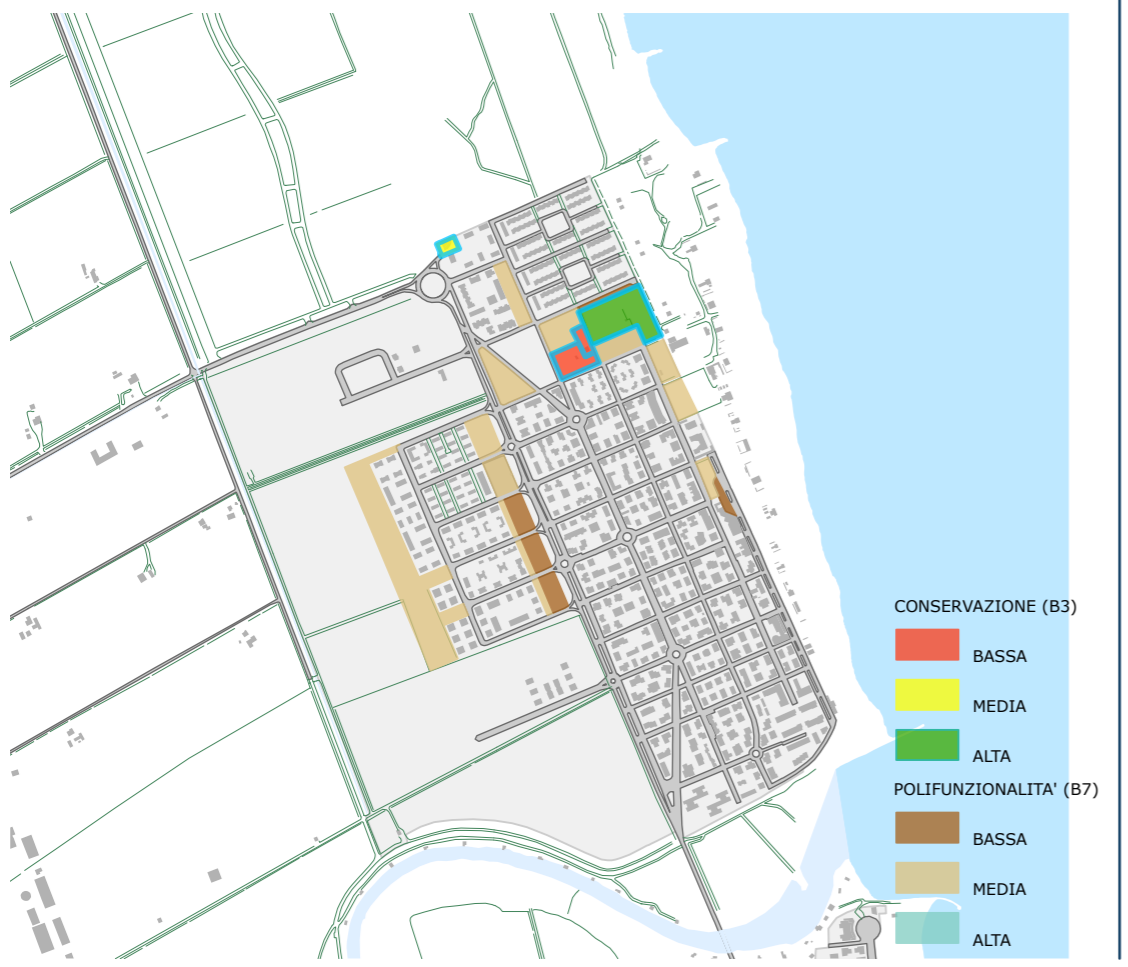 CONSERVAZIONE (B3)
BASSA
MEDIA
ALTA
POLIFUNZIONALITA' (B7)
BASSA
MEDIA
ALTA